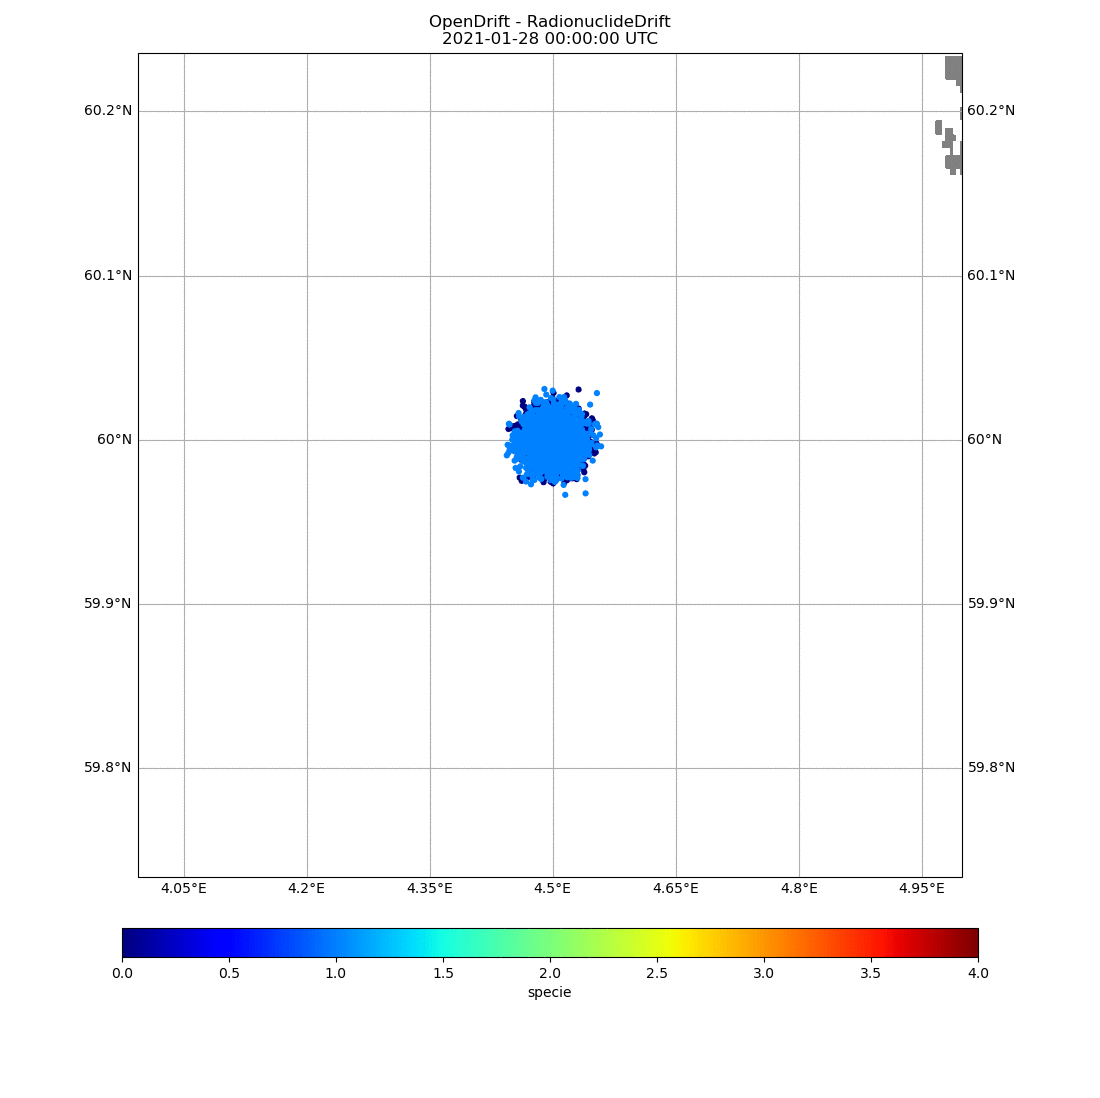 OpenDrift - RadionuclideDrift
2021-01-28 00:00:00 UTC
60.2°N 60.2°N
60.1°N 60.1°N
60°N 60°N
59.9°N 59.9°N
59.8°N 59.8°N
4.05°E 4.2°E 4.35°E 4.5°E 4.65°E 4.8°E 4.95°E
0.0 0.5 1.0 1.5 2.0 2.5 3.0 3.5 4.0
specie